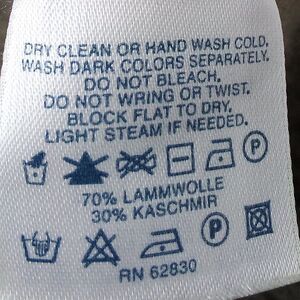 DRY CLEAN OR HAND WASH COLD.
WASH DARK COLORS SEPARATELY.
DO NOT BLEACH.
DO NOT WRING OR TWIST.
BLOCK FLAT TO DRY.
LIGHT STEAM IF NEEDED.
P
70% LAMMWOLLE
30% KASCHMIR
P
RN 62830